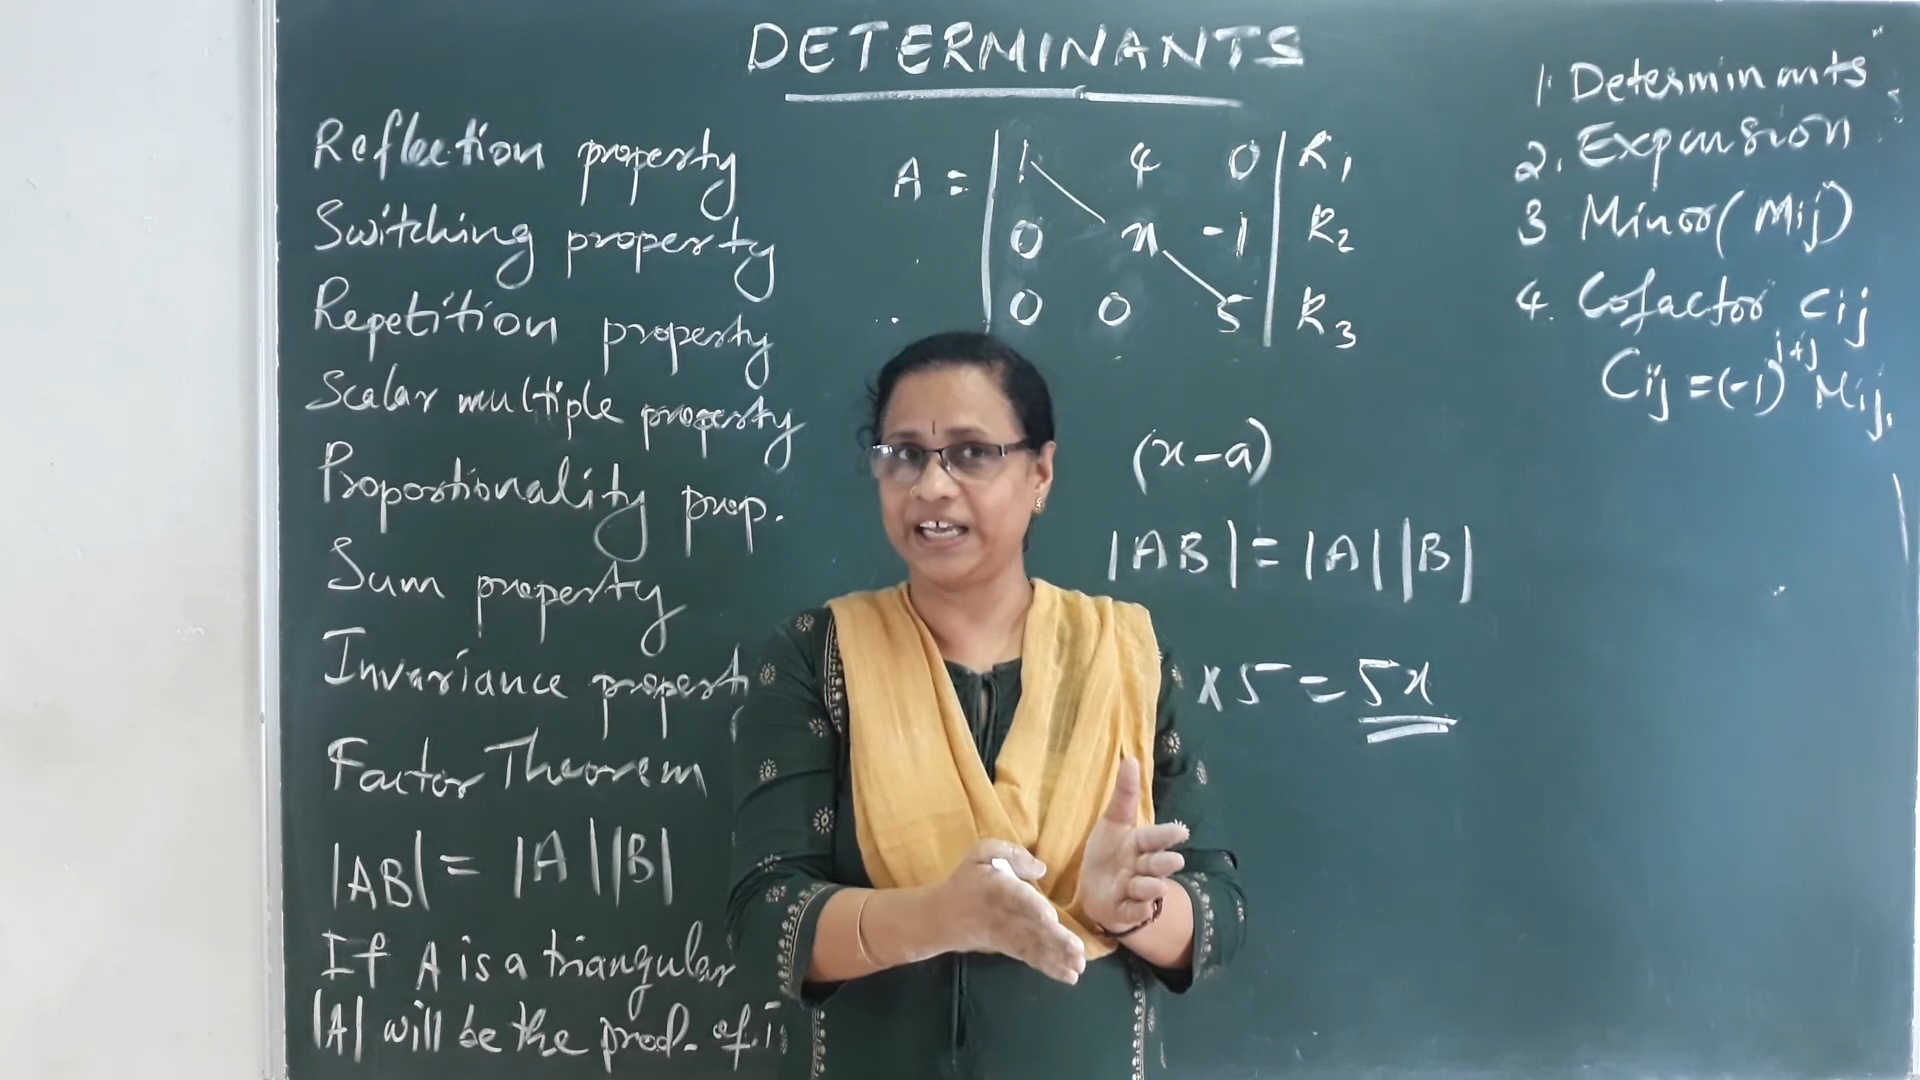 DETERMINANTS
Reflection property
Switching property
Repetition property
Scalar multiple property
Proportionality prop.
Sum property
Invariance propert
Factor Theorem
|AB| = |A||B|
If A is a triangular
|A| will be the prod. of i
A = | 1 4 0 | R1
| 0 x -1 | R2
| 0 0 5 | R3
(x-a)
|AB| = |A||B|
x 5 = 5x
1. Determinants
2. Expansion
3 Minor (Mij)
4. Cofactor Cij
Cij = (-1)^i+j Mij.